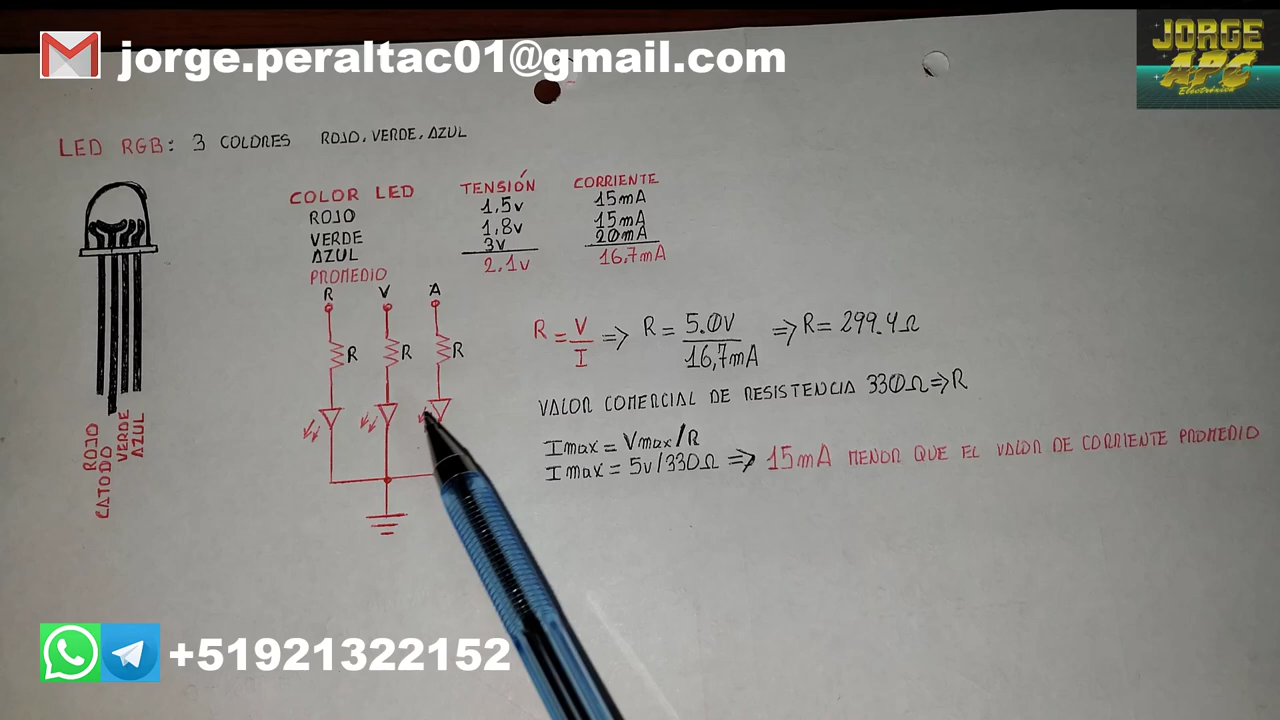 jorge.peraltac01@gmail.com
JORGE
APC
Electrónica
LED RGB: 3 COLORES ROJO, VERDE, AZUL
COLOR LED TENSIÓN CORRIENTE
ROJO 1,5v 15mA
VERDE 1,8v 15mA
AZUL 3v 20mA
PROMEDIO 2.1v 16,7mA
R V A
R R R
ROJO
CATODO
VERDE
AZUL
R = V/I => R = 5.0V/16,7mA => R = 299.4Ω
VALOR COMERCIAL DE RESISTENCIA 330Ω => R
Imax = Vmax/R
Imax = 5v/330Ω => 15mA MENOR QUE EL VALOR DE CORRIENTE PROMEDIO
+51921322152